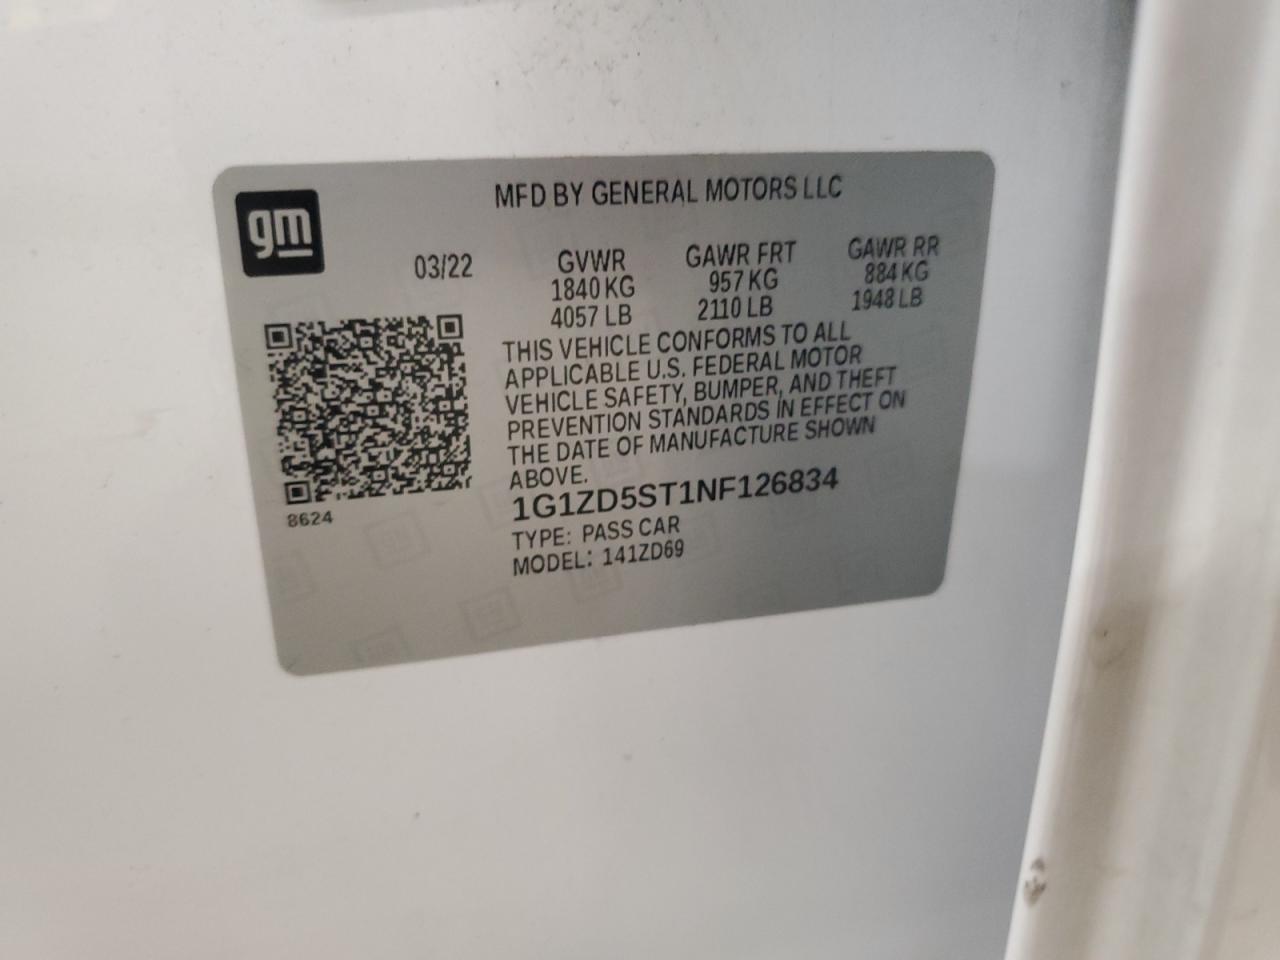 gm
MFD BY GENERAL MOTORS LLC
03/22
GVWR GAWR FRT GAWR RR
1840 KG 957 KG 884 KG
4057 LB 2110 LB 1948 LB
THIS VEHICLE CONFORMS TO ALL
APPLICABLE U.S. FEDERAL MOTOR
VEHICLE SAFETY, BUMPER, AND THEFT
PREVENTION STANDARDS IN EFFECT ON
THE DATE OF MANUFACTURE SHOWN
ABOVE.
8624
1G1ZD5ST1NF126834
TYPE: PASS CAR
MODEL: 141ZD69